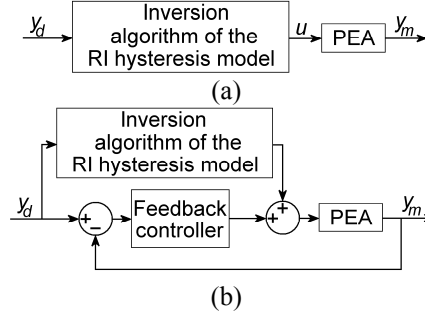 y_d
Inversion
algorithm of the
RI hysteresis model
u
PEA
y_m
(a)
Inversion
algorithm of the
RI hysteresis model
y_d
+
−
Feedback
controller
+
+
PEA
y_m
(b)